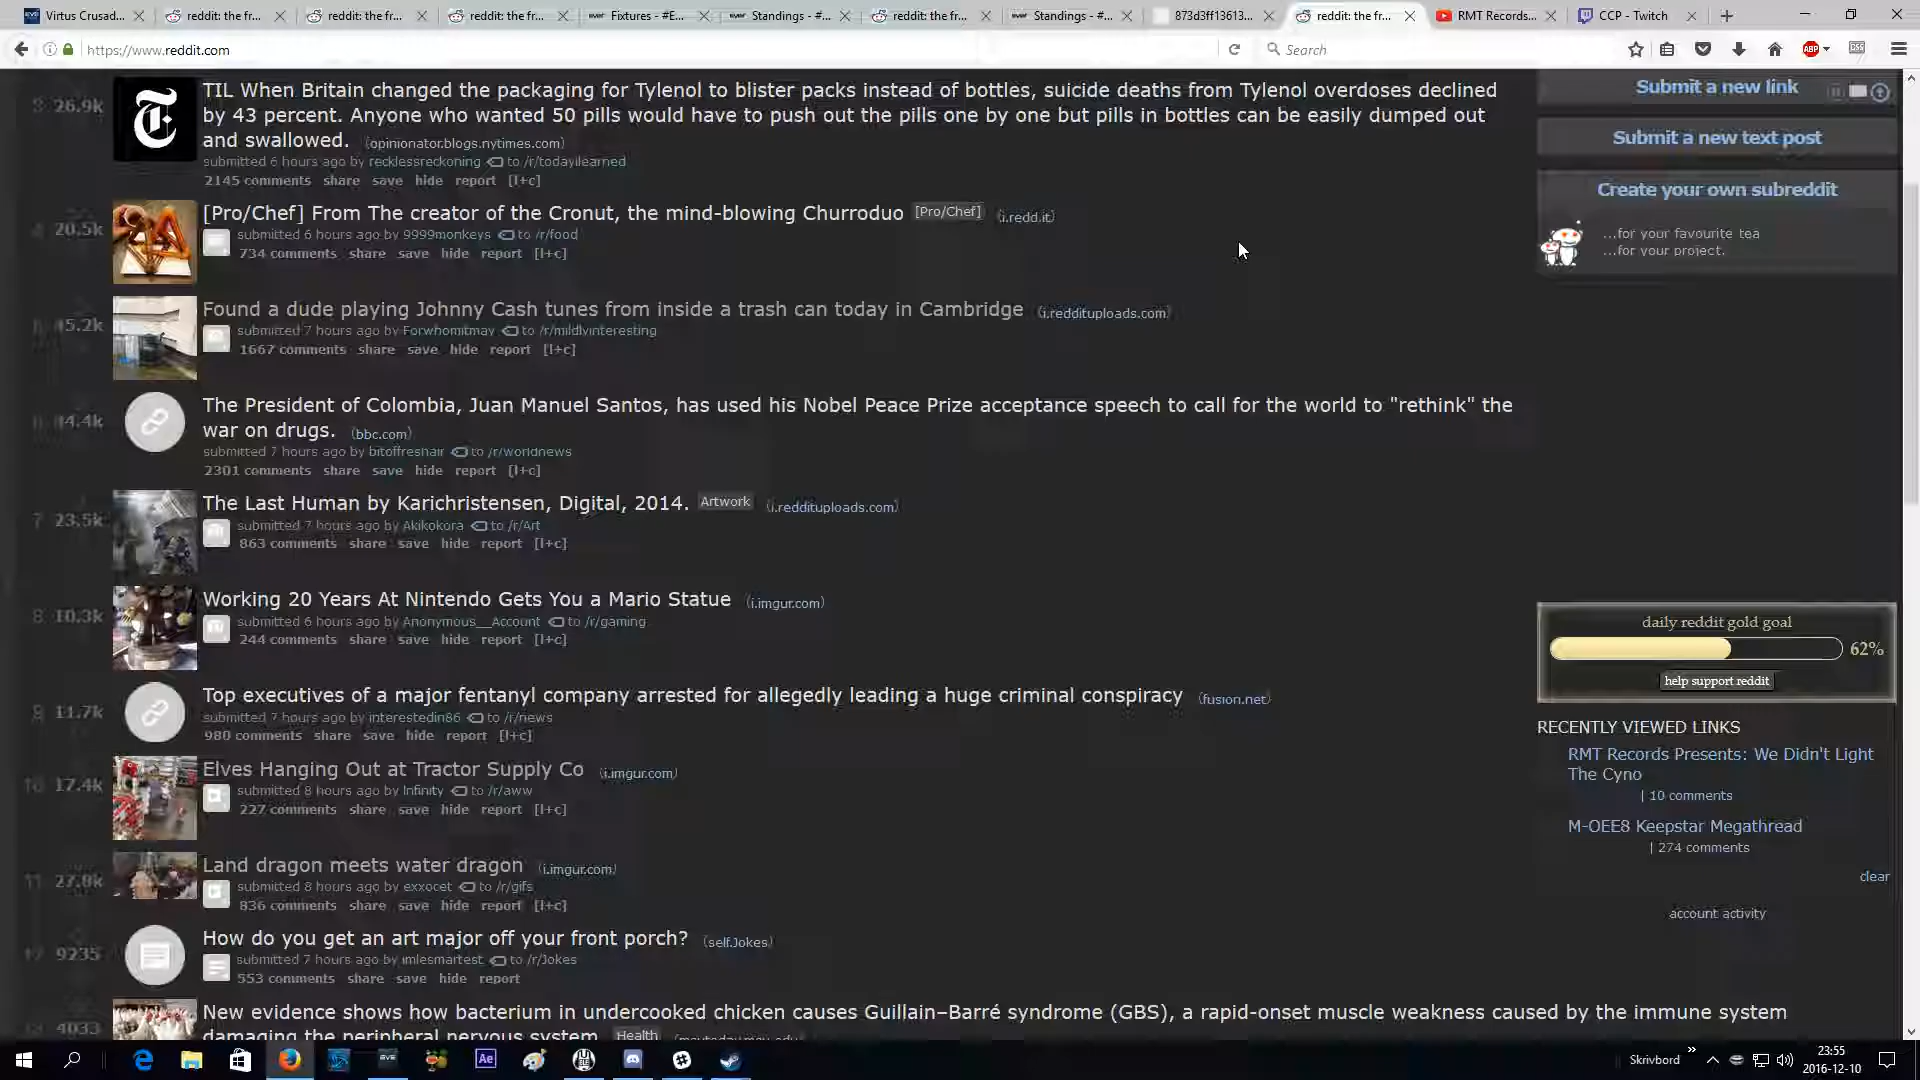 Virtus Crusad...
reddit: the fr...
reddit: the fr...
reddit: the fr...
Fixtures - #E...
Standings - #...
reddit: the fr...
Standings - #...
873d3ff13613...
reddit: the fr...
RMT Records...
CCP - Twitch
https://www.reddit.com
Search
ABP
CSS
26.9k
TIL When Britain changed the packaging for Tylenol to blister packs instead of bottles, suicide deaths from Tylenol overdoses declined
by 43 percent. Anyone who wanted 50 pills would have to push out the pills one by one but pills in bottles can be easily dumped out
and swallowed. (opinionator.blogs.nytimes.com)
submitted 6 hours ago by recklessreckoning to /r/todayilearned
2145 comments share save hide report [l+c]
4 20.5k
[Pro/Chef] From The creator of the Cronut, the mind-blowing Churroduo [Pro/Chef] (i.redd.it)
submitted 6 hours ago by 9999monkeys to /r/food
734 comments share save hide report [l+c]
45.2k
Found a dude playing Johnny Cash tunes from inside a trash can today in Cambridge (i.reddituploads.com)
submitted 7 hours ago by Forwhomitmay to /r/mildlyinteresting
1667 comments share save hide report [l+c]
44.4k
The President of Colombia, Juan Manuel Santos, has used his Nobel Peace Prize acceptance speech to call for the world to "rethink" the
war on drugs. (bbc.com)
submitted 7 hours ago by bitoffreshair to /r/worldnews
2301 comments share save hide report [l+c]
7 23.5k
The Last Human by Karichristensen, Digital, 2014. Artwork (i.reddituploads.com)
submitted 7 hours ago by Akikokora to /r/Art
863 comments share save hide report [l+c]
8 10.3k
Working 20 Years At Nintendo Gets You a Mario Statue (i.imgur.com)
submitted 6 hours ago by Anonymous__Account to /r/gaming
244 comments share save hide report [l+c]
9 11.7k
Top executives of a major fentanyl company arrested for allegedly leading a huge criminal conspiracy (fusion.net)
submitted 7 hours ago by interestedin86 to /r/news
980 comments share save hide report [l+c]
10 17.4k
Elves Hanging Out at Tractor Supply Co (i.imgur.com)
submitted 8 hours ago by Infinity to /r/aww
227 comments share save hide report [l+c]
11 27.8k
Land dragon meets water dragon (i.imgur.com)
submitted 8 hours ago by exxocet to /r/gifs
836 comments share save hide report [l+c]
12 9235
How do you get an art major off your front porch? (self.Jokes)
submitted 7 hours ago by imlesmartest to /r/Jokes
553 comments share save hide report
13 4033
New evidence shows how bacterium in undercooked chicken causes Guillain–Barré syndrome (GBS), a rapid-onset muscle weakness caused by the immune system
damaging the peripheral nervous system. Health
Submit a new link
Submit a new text post
Create your own subreddit
...for your favourite tea
...for your project.
daily reddit gold goal
62%
help support reddit
RECENTLY VIEWED LINKS
RMT Records Presents: We Didn't Light
The Cyno
| 10 comments
M-OEE8 Keepstar Megathread
| 274 comments
clear
account activity
Ae
Skrivbord
23:55
2016-12-10